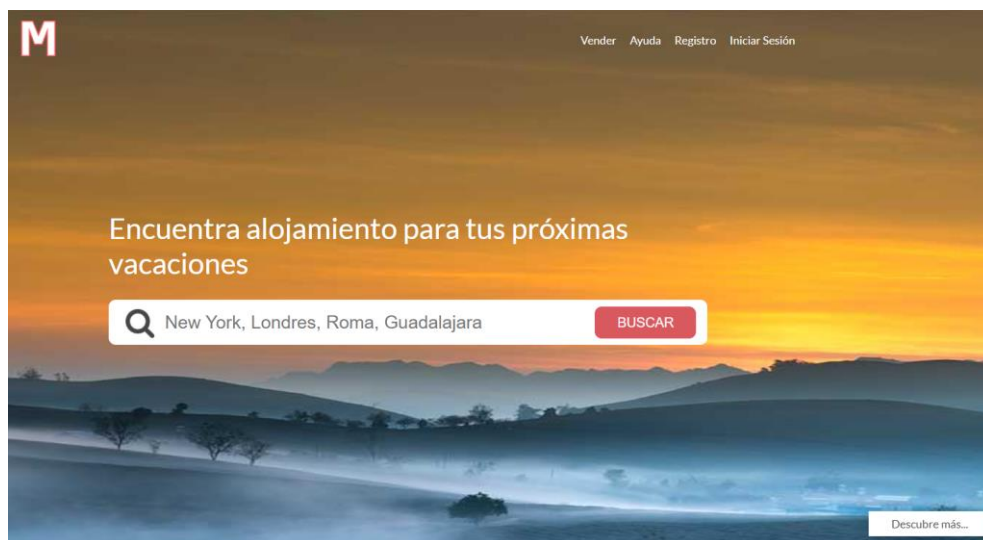 M
Vender Ayuda Registro Iniciar Sesión
Encuentra alojamiento para tus próximas
vacaciones
New York, Londres, Roma, Guadalajara
BUSCAR
Descubre más...